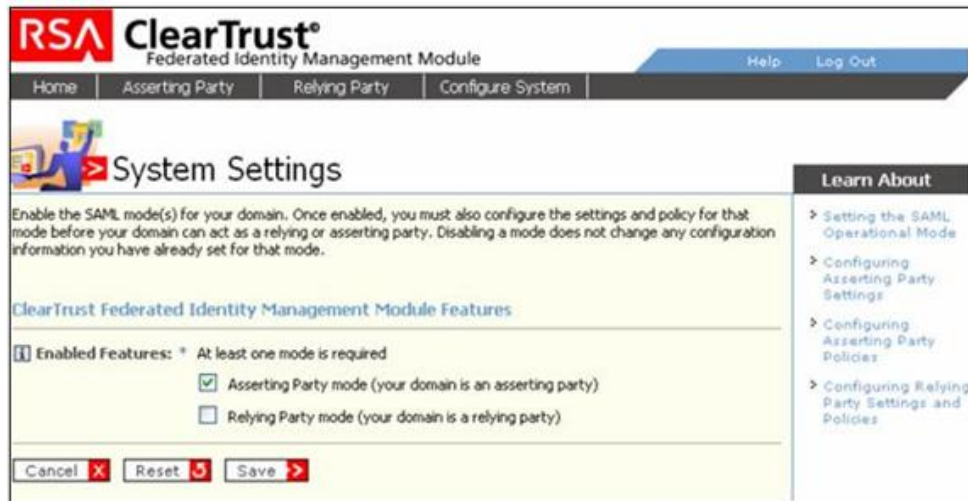 RSA ClearTrust®
Federated Identity Management Module
Help Log Out
Home Asserting Party Relying Party Configure System
System Settings
Enable the SAML mode(s) for your domain. Once enabled, you must also configure the settings and policy for that
mode before your domain can act as a relying or asserting party. Disabling a mode does not change any configuration
information you have already set for that mode.
ClearTrust Federated Identity Management Module Features
Enabled Features: * At least one mode is required
Asserting Party mode (your domain is an asserting party)
Relying Party mode (your domain is a relying party)
Cancel X Reset Save
Learn About
Setting the SAML
Operational Mode
Configuring
Asserting Party
Settings
Configuring
Asserting Party
Policies
Configuring Relying
Party Settings and
Policies